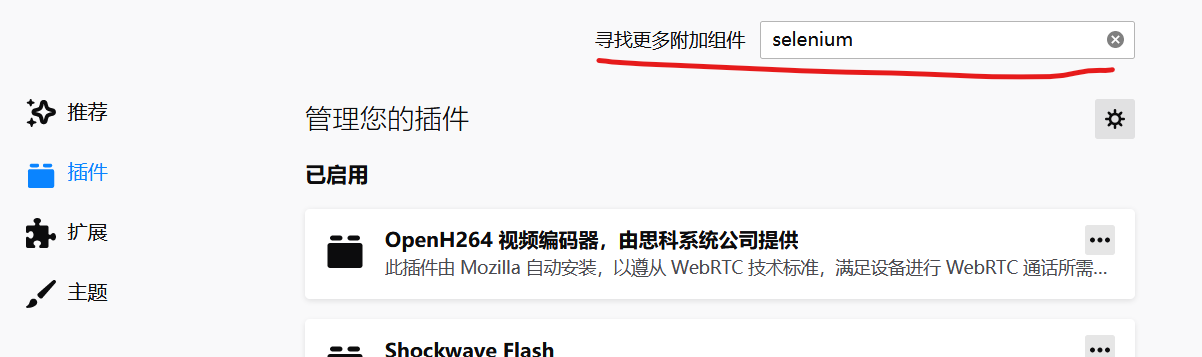 寻找更多附加组件 selenium
推荐
插件
扩展
主题
管理您的插件
已启用
OpenH264 视频编码器，由思科系统公司提供
此插件由 Mozilla 自动安装，以遵从 WebRTC 技术标准，满足设备进行 WebRTC 通话所需...
Shockwave Flash